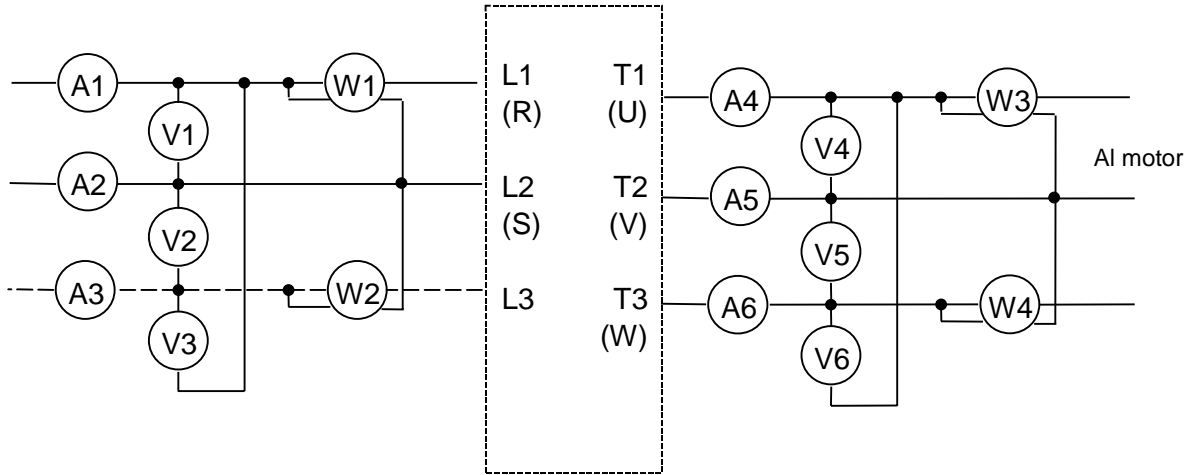 A1 W1 L1 T1
(R) (U) A4 W3
V1 V4
Al motor
A2 L2 T2 A5
(S) (V)
V2 V5
A3 W2 L3 T3 A6 W4
(W)
V3 V6